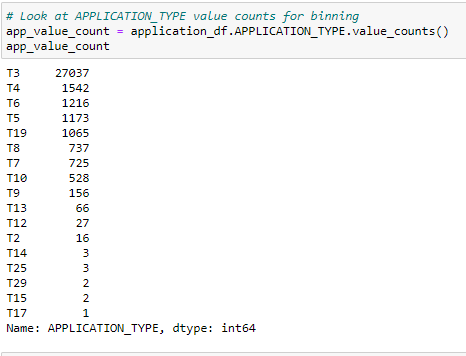 # Look at APPLICATION_TYPE value counts for binning
app_value_count = application_df.APPLICATION_TYPE.value_counts()
app_value_count
T3 27037
T4 1542
T6 1216
T5 1173
T19 1065
T8 737
T7 725
T10 528
T9 156
T13 66
T12 27
T2 16
T14 3
T25 3
T29 2
T15 2
T17 1
Name: APPLICATION_TYPE, dtype: int64